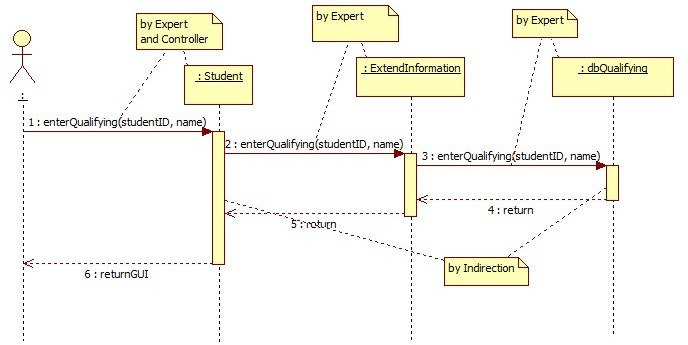 by Expert
and Controller
by Expert
by Expert
: Student
: ExtendInformation
: dbQualifying
:
1 : enterQualifying(studentID, name)
2 : enterQualifying(studentID, name)
3 : enterQualifying(studentID, name)
4 : return
5 : return
by Indirection
6 : returnGUI